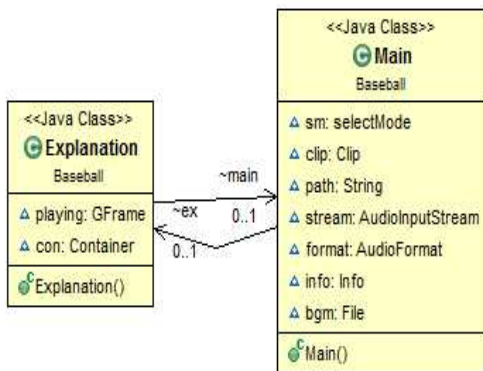 <<Java Class>>
Explanation
Baseball
playing: GFrame
con: Container
Explanation()
~main
0..1
~ex
0..1
<<Java Class>>
Main
Baseball
sm: selectMode
clip: Clip
path: String
stream: AudioInputStream
format: AudioFormat
info: Info
bgm: File
Main()